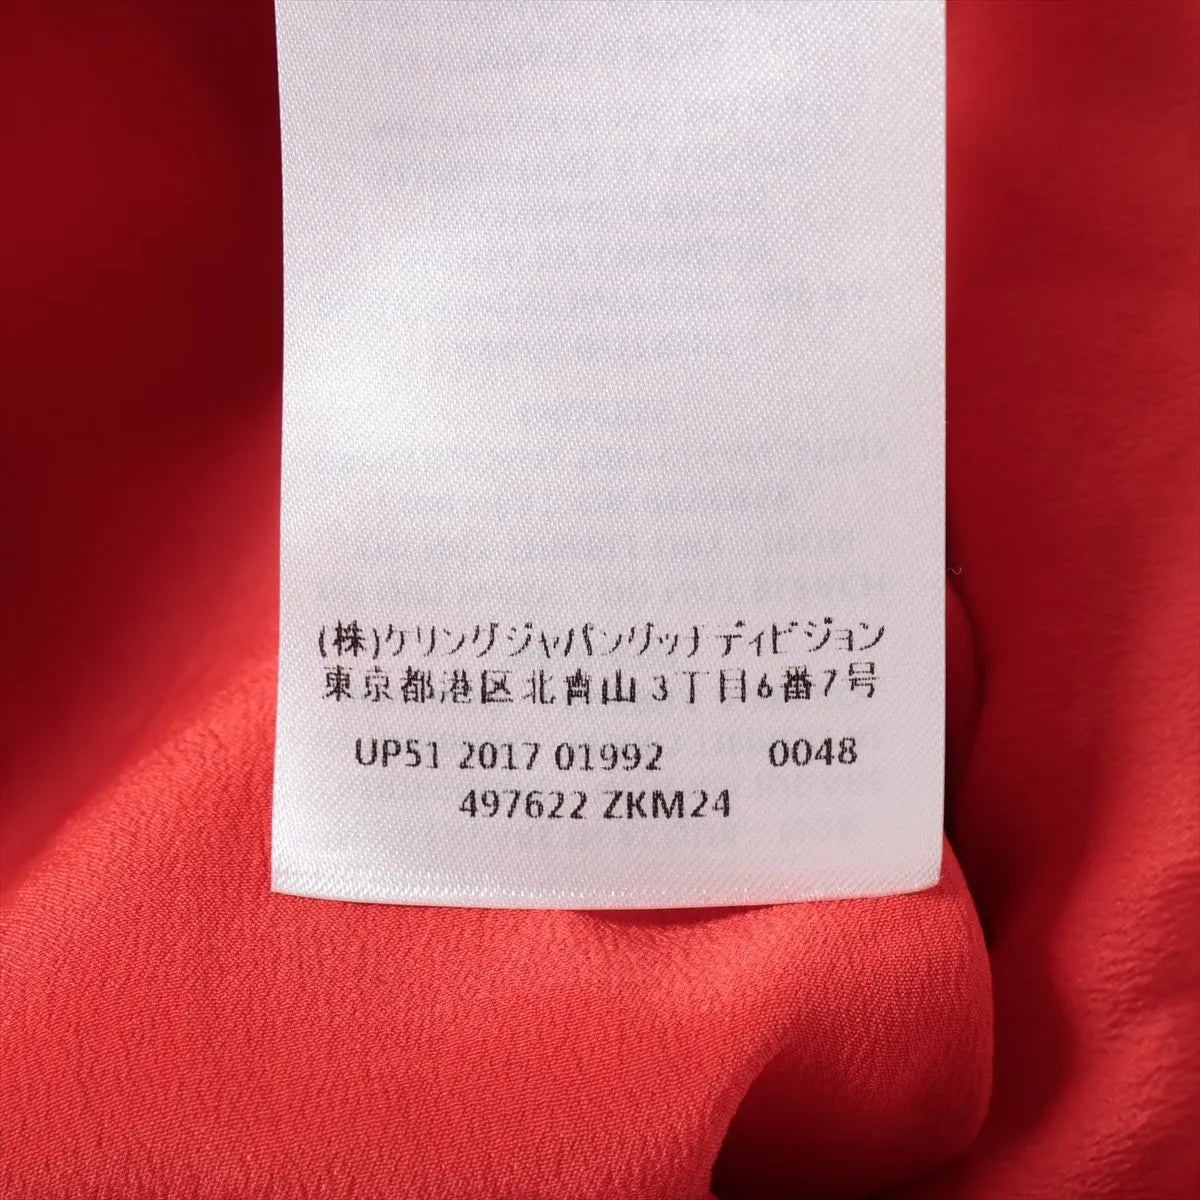 (株)ケリングジャパングッチディビジョン
東京都港区北青山3丁目6番7号
UP51 2017 01992 0048
497622 ZKM24